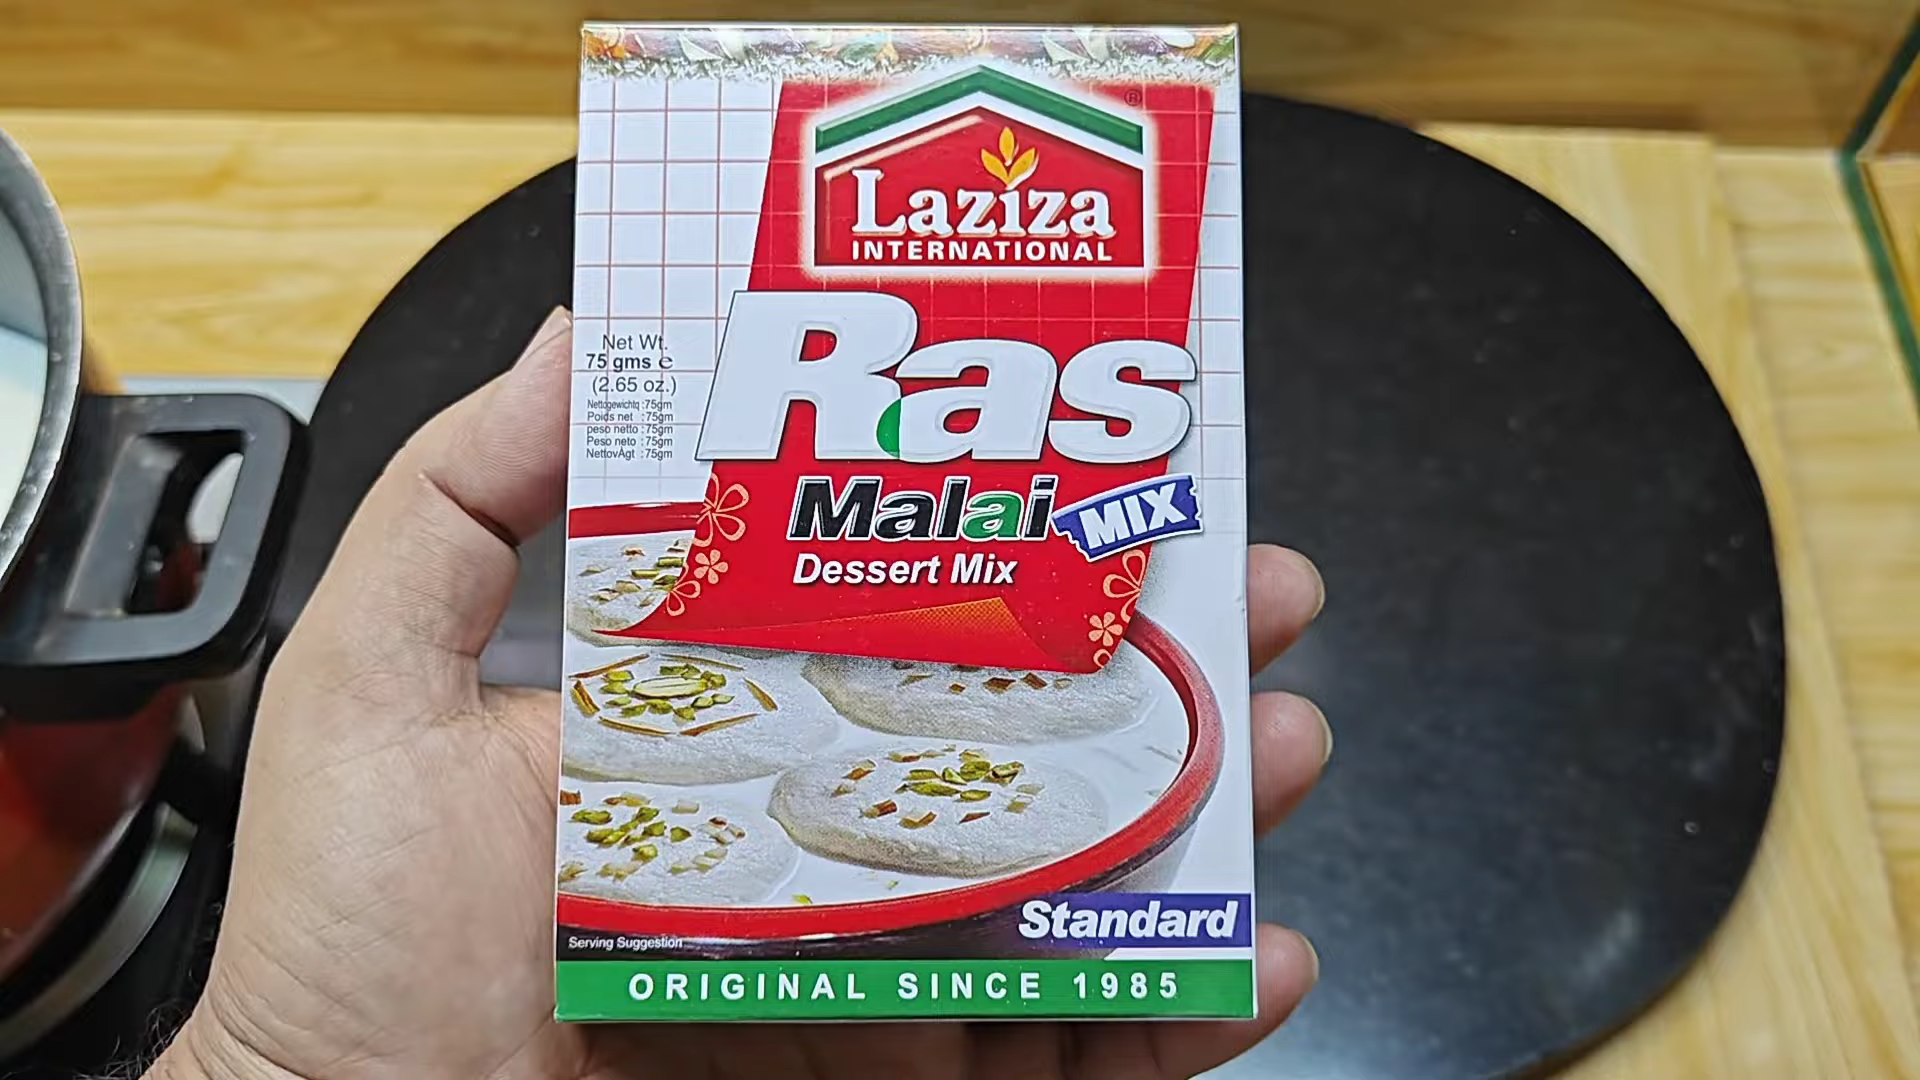 ®
Laziza
INTERNATIONAL
Net Wt.
75 gms e
(2.65 oz.)
Nettogewichtq :75gm
Poids net : 75gm
peso netto : 75gm
Peso neto : 75gm
NettovÄgt : 75gm
Ras
Malai MIX
Dessert Mix
Standard
Serving Suggestion
ORIGINAL SINCE 1985